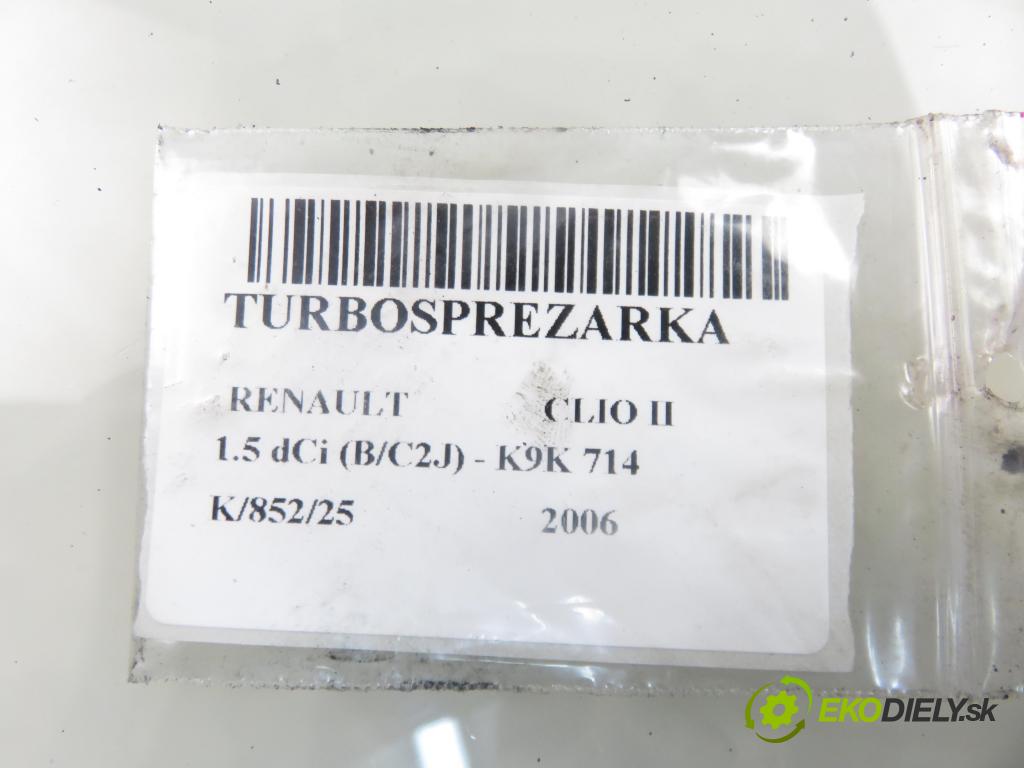 TURBOSPREZARKA
RENAULT CLIO II
1.5 dCi (B/C2J) - K9K 714
K/852/25 2006
EKODIELY.sk